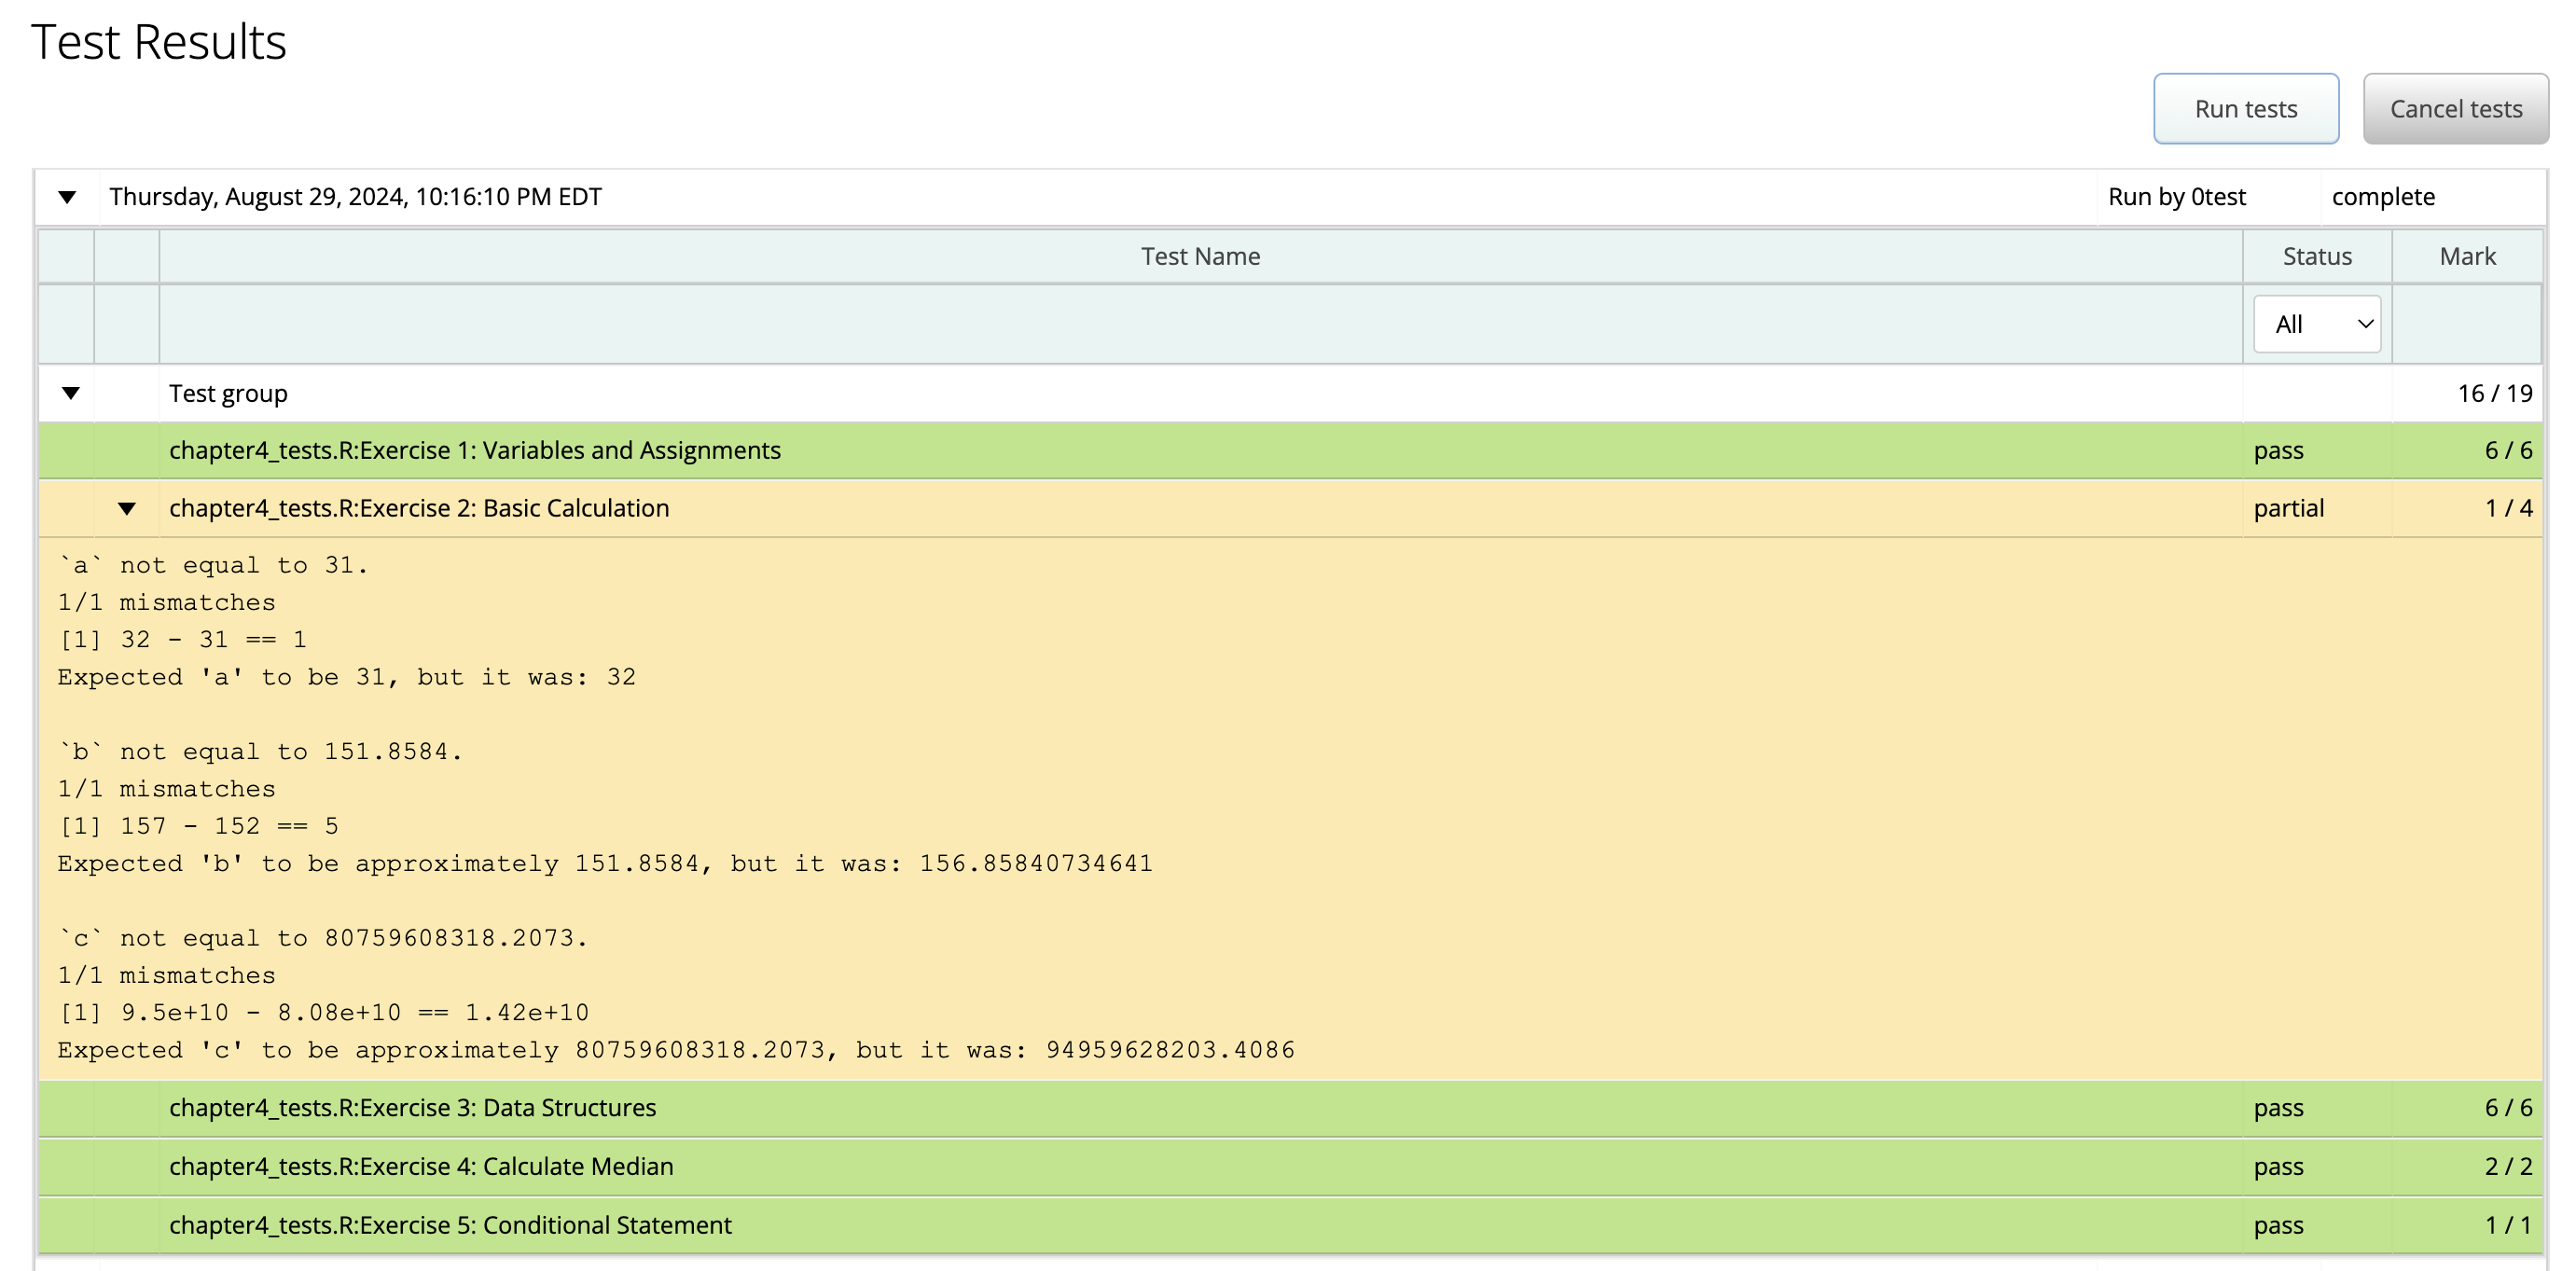 Test Results
Run tests Cancel tests
Thursday, August 29, 2024, 10:16:10 PM EDT Run by 0test complete
Test Name Status Mark
All
Test group 16 / 19
chapter4_tests.R:Exercise 1: Variables and Assignments pass 6 / 6
chapter4_tests.R:Exercise 2: Basic Calculation partial 1 / 4
`a` not equal to 31.
1/1 mismatches
[1] 32 - 31 == 1
Expected 'a' to be 31, but it was: 32
`b` not equal to 151.8584.
1/1 mismatches
[1] 157 - 152 == 5
Expected 'b' to be approximately 151.8584, but it was: 156.85840734641
`c` not equal to 80759608318.2073.
1/1 mismatches
[1] 9.5e+10 - 8.08e+10 == 1.42e+10
Expected 'c' to be approximately 80759608318.2073, but it was: 94959628203.4086
chapter4_tests.R:Exercise 3: Data Structures pass 6 / 6
chapter4_tests.R:Exercise 4: Calculate Median pass 2 / 2
chapter4_tests.R:Exercise 5: Conditional Statement pass 1 / 1